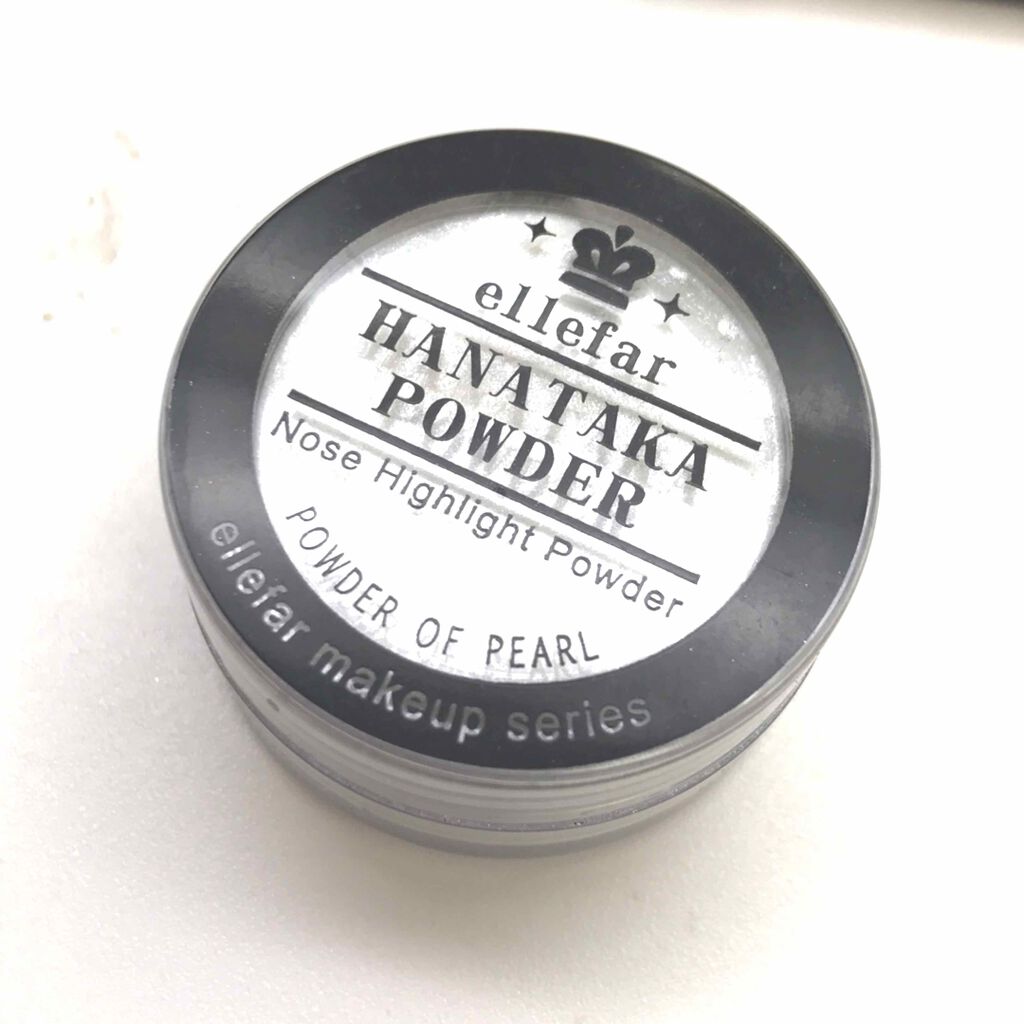 ellefar
HANATAKA
POWDER
Nose Highlight Powder
POWDER OF PEARL
ellefar makeup series